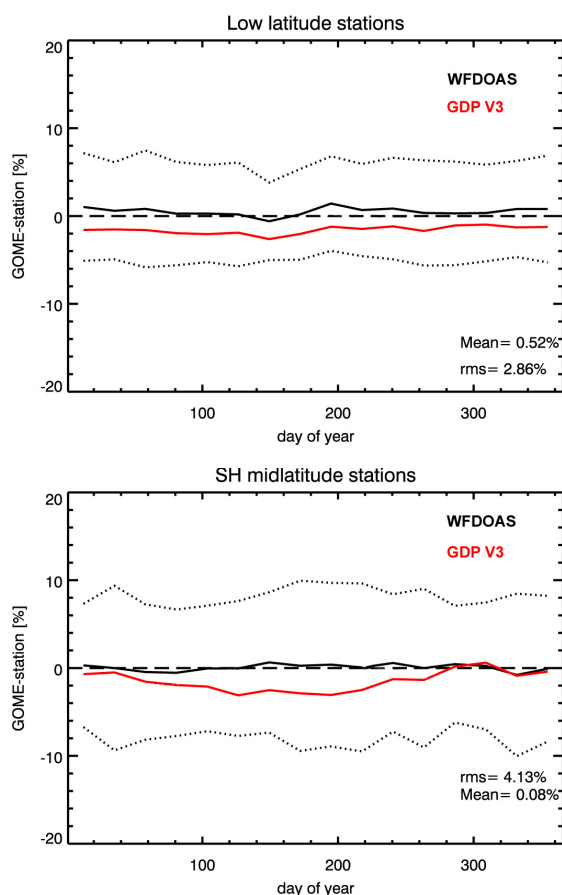 Low latitude stations
20
10
0
-10
-20
GOME-station [%]
WFDOAS
GDP V3
Mean= 0.52%
rms= 2.86%
100 200 300
day of year
SH midlatitude stations
20
10
0
-10
-20
GOME-station [%]
WFDOAS
GDP V3
rms= 4.13%
Mean= 0.08%
100 200 300
day of year